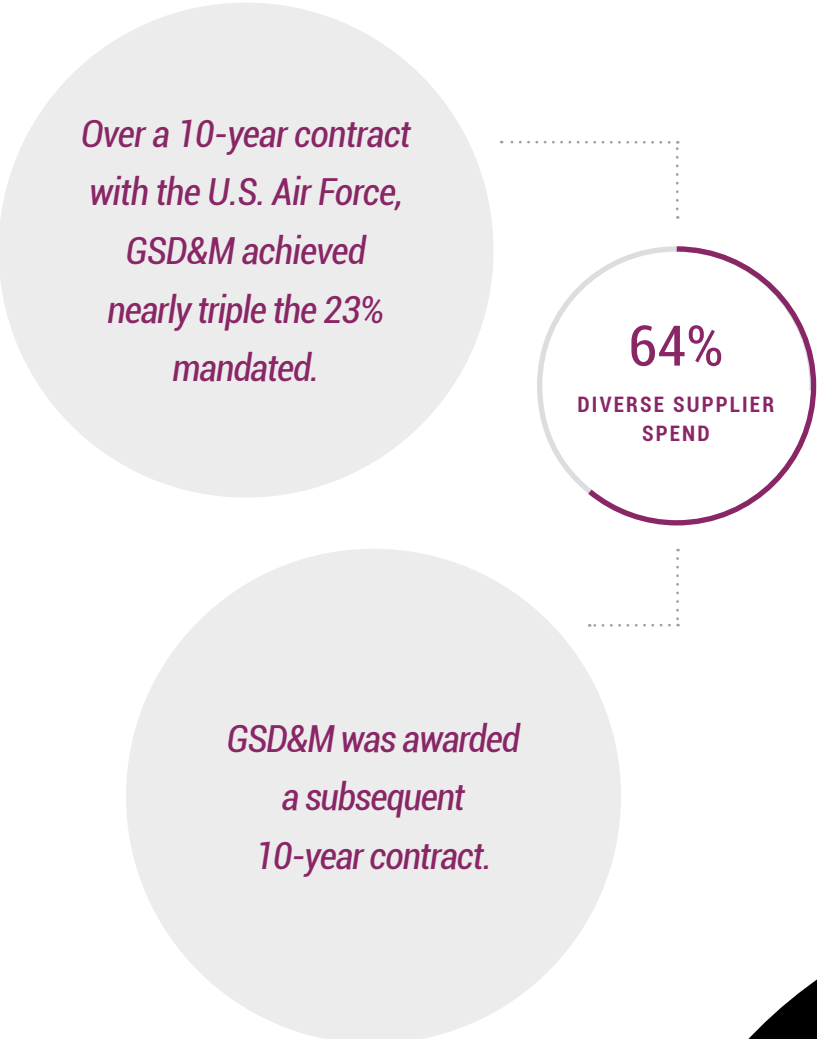 Over a 10-year contract
with the U.S. Air Force,
GSD&M achieved
nearly triple the 23%
mandated.
64%
DIVERSE SUPPLIER
SPEND
GSD&M was awarded
a subsequent
10-year contract.